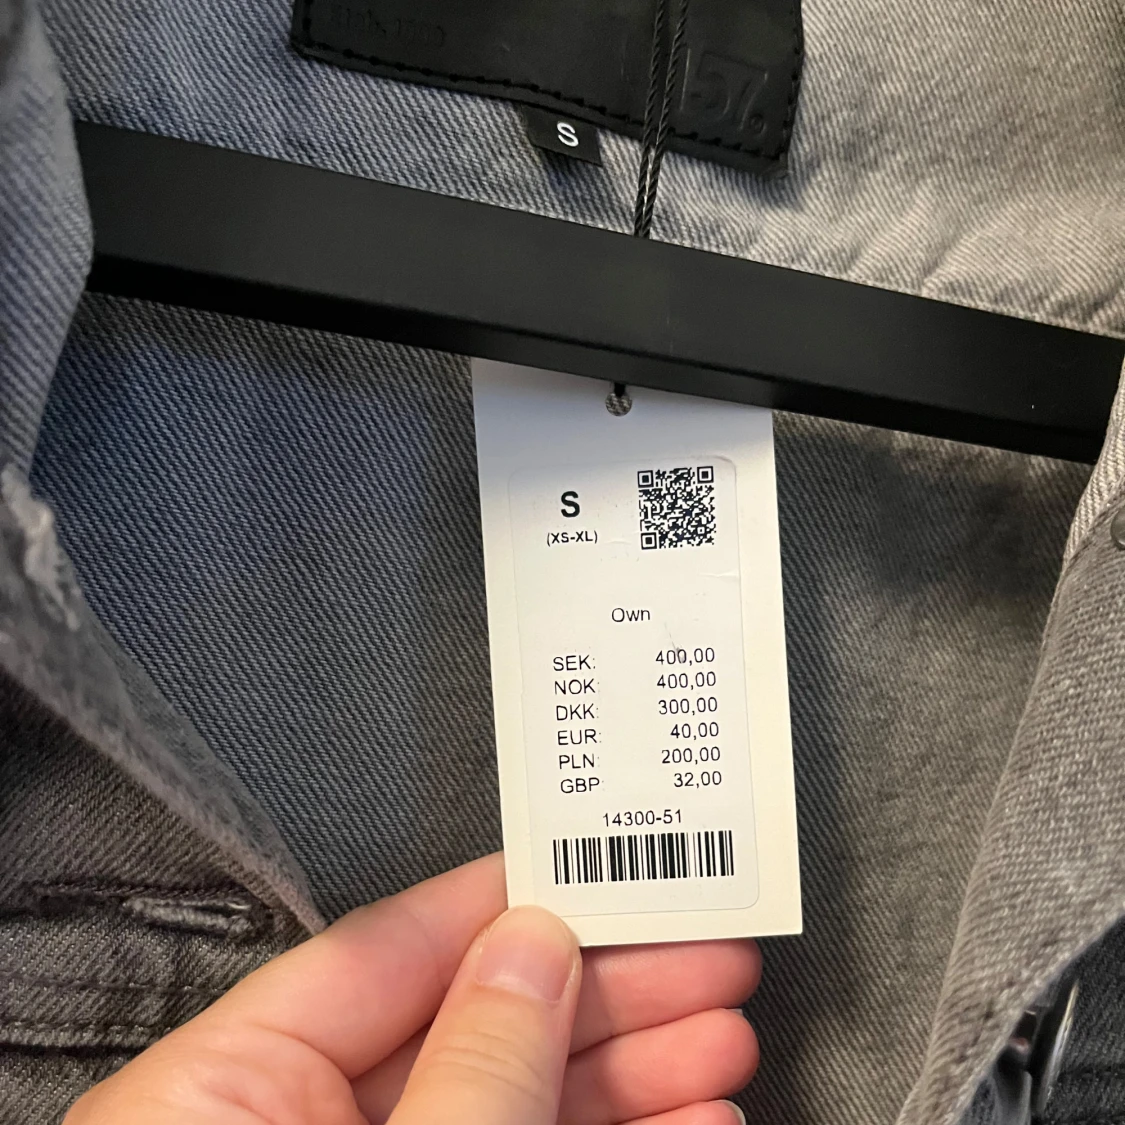 57.
S
S
(XS-XL)
Own
SEK: 400,00
NOK: 400,00
DKK: 300,00
EUR: 40,00
PLN: 200,00
GBP: 32,00
14300-51